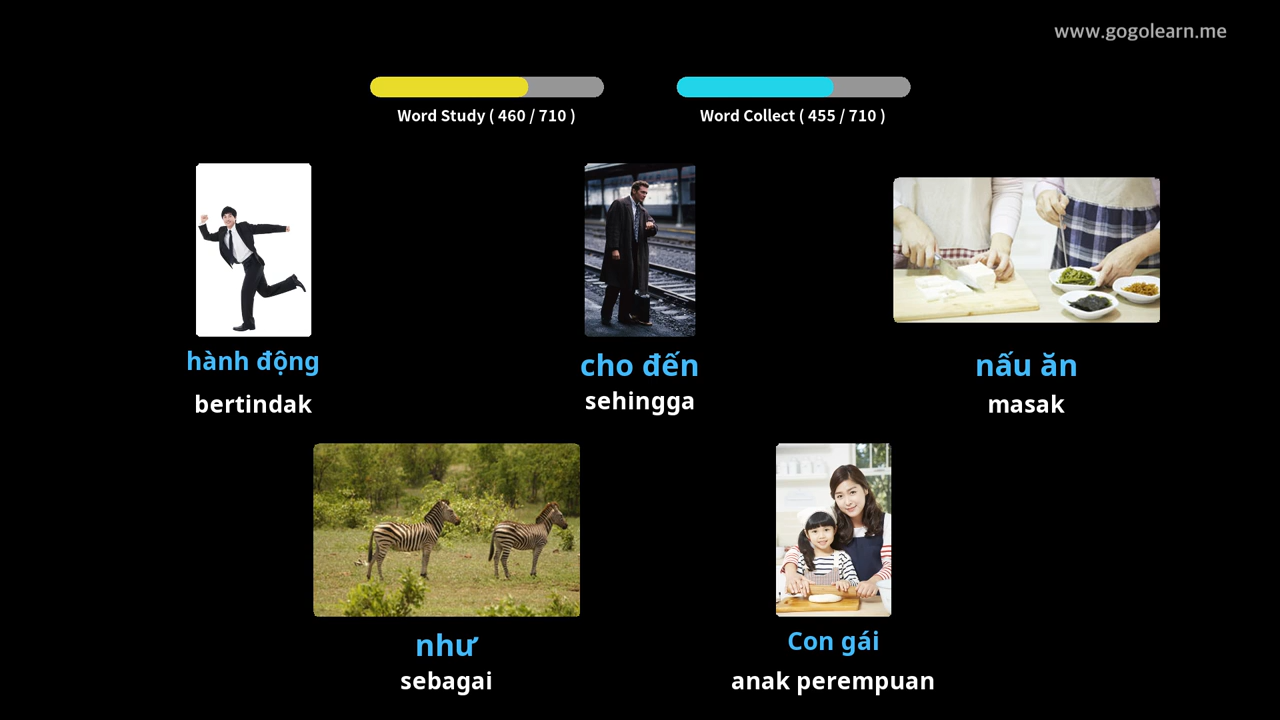 www.gogolearn.me
Word Study ( 460 / 710 )
Word Collect ( 455 / 710 )
hành động
bertindak
cho đến
sehingga
nấu ăn
masak
như
sebagai
Con gái
anak perempuan